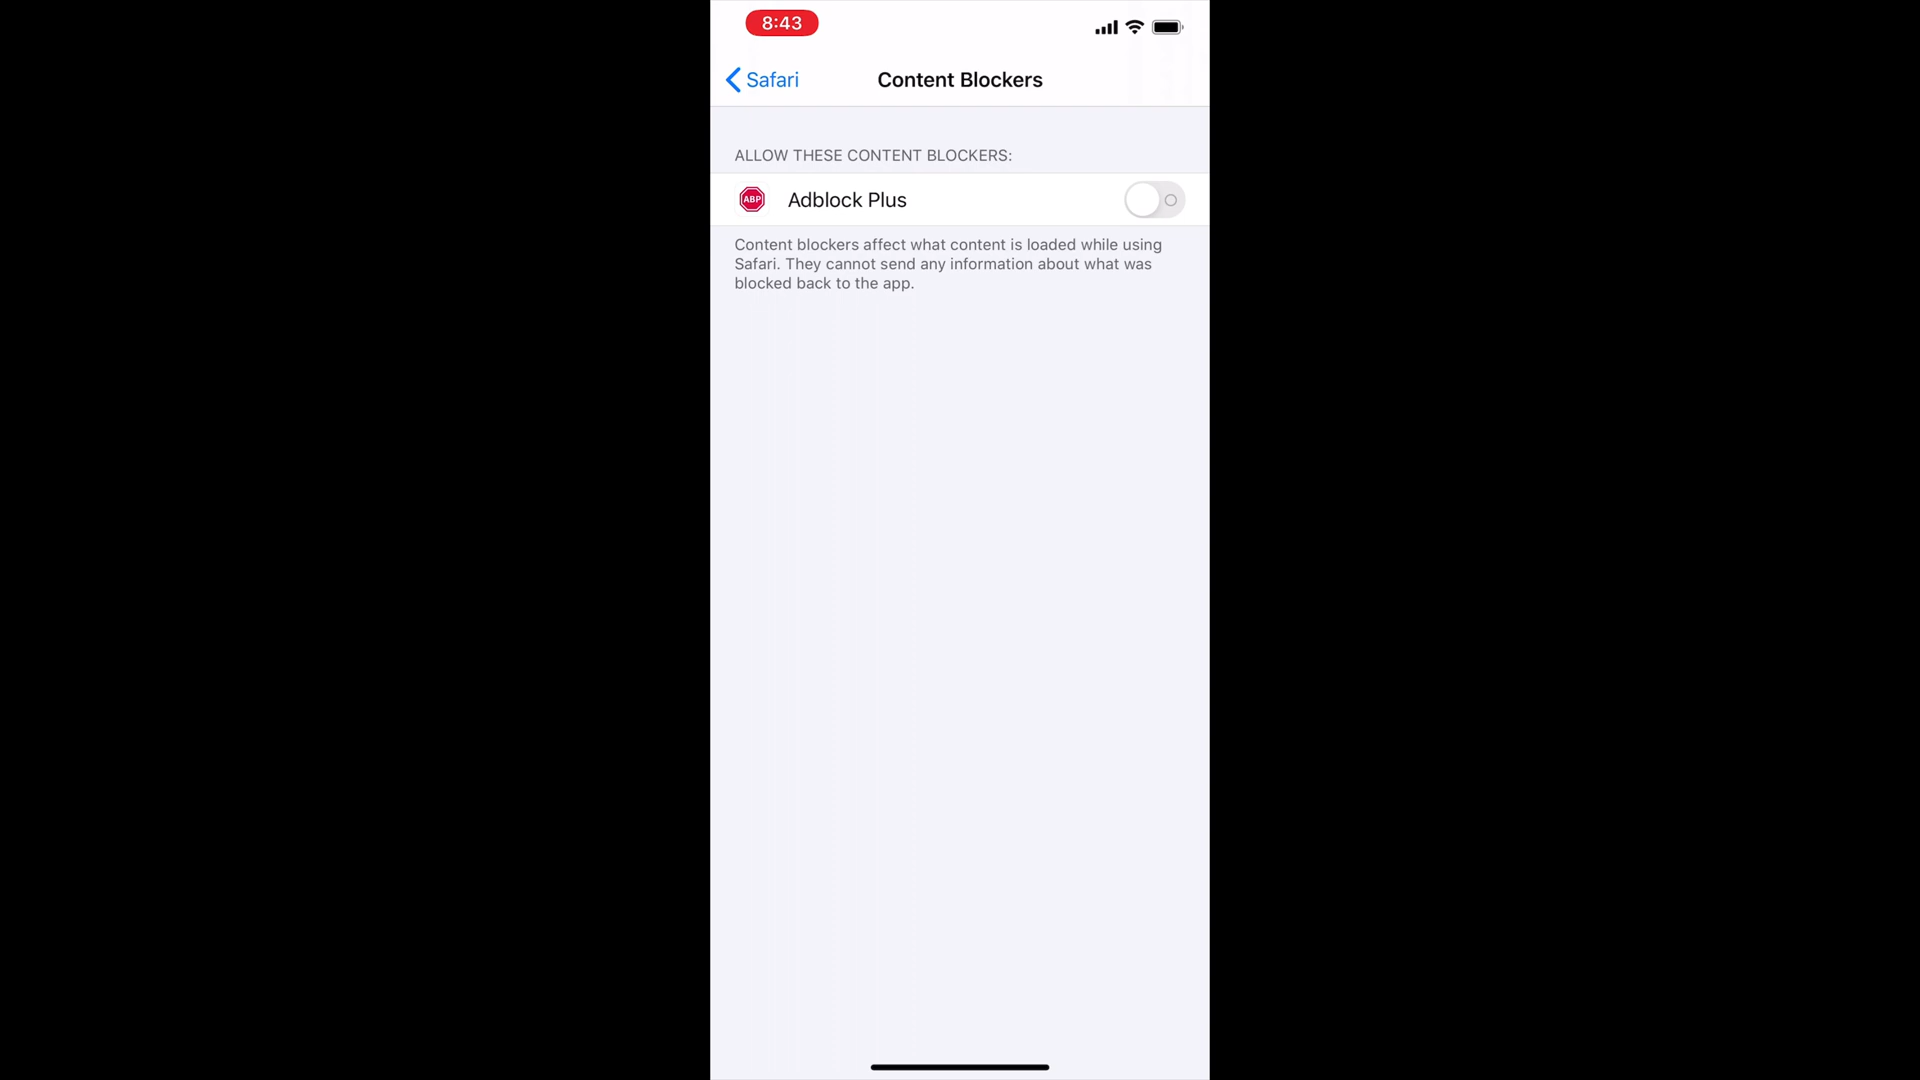 8:43
Safari
Content Blockers
ALLOW THESE CONTENT BLOCKERS:
ABP
Adblock Plus
Content blockers affect what content is loaded while using
Safari. They cannot send any information about what was
blocked back to the app.